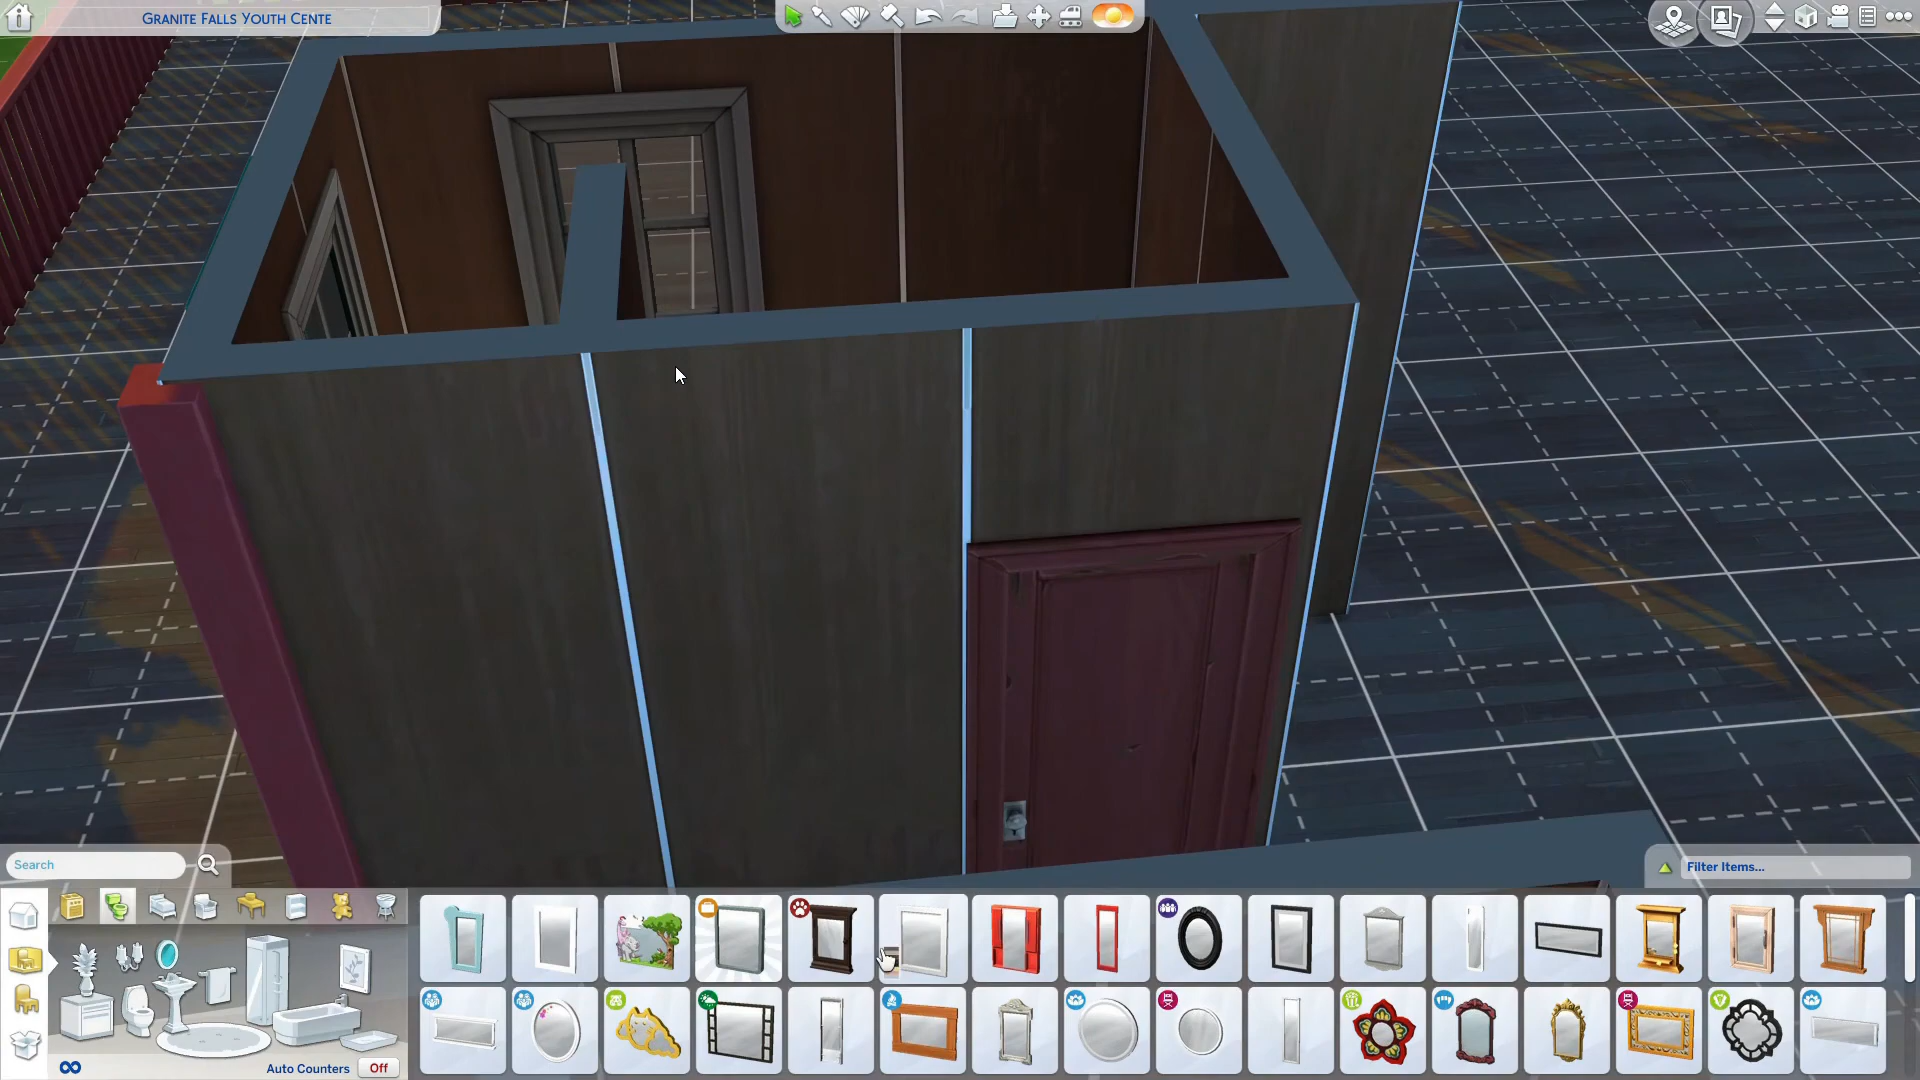 GRANITE FALLS YOUTH CENTE
Search
Filter Items...
Auto Counters
Off